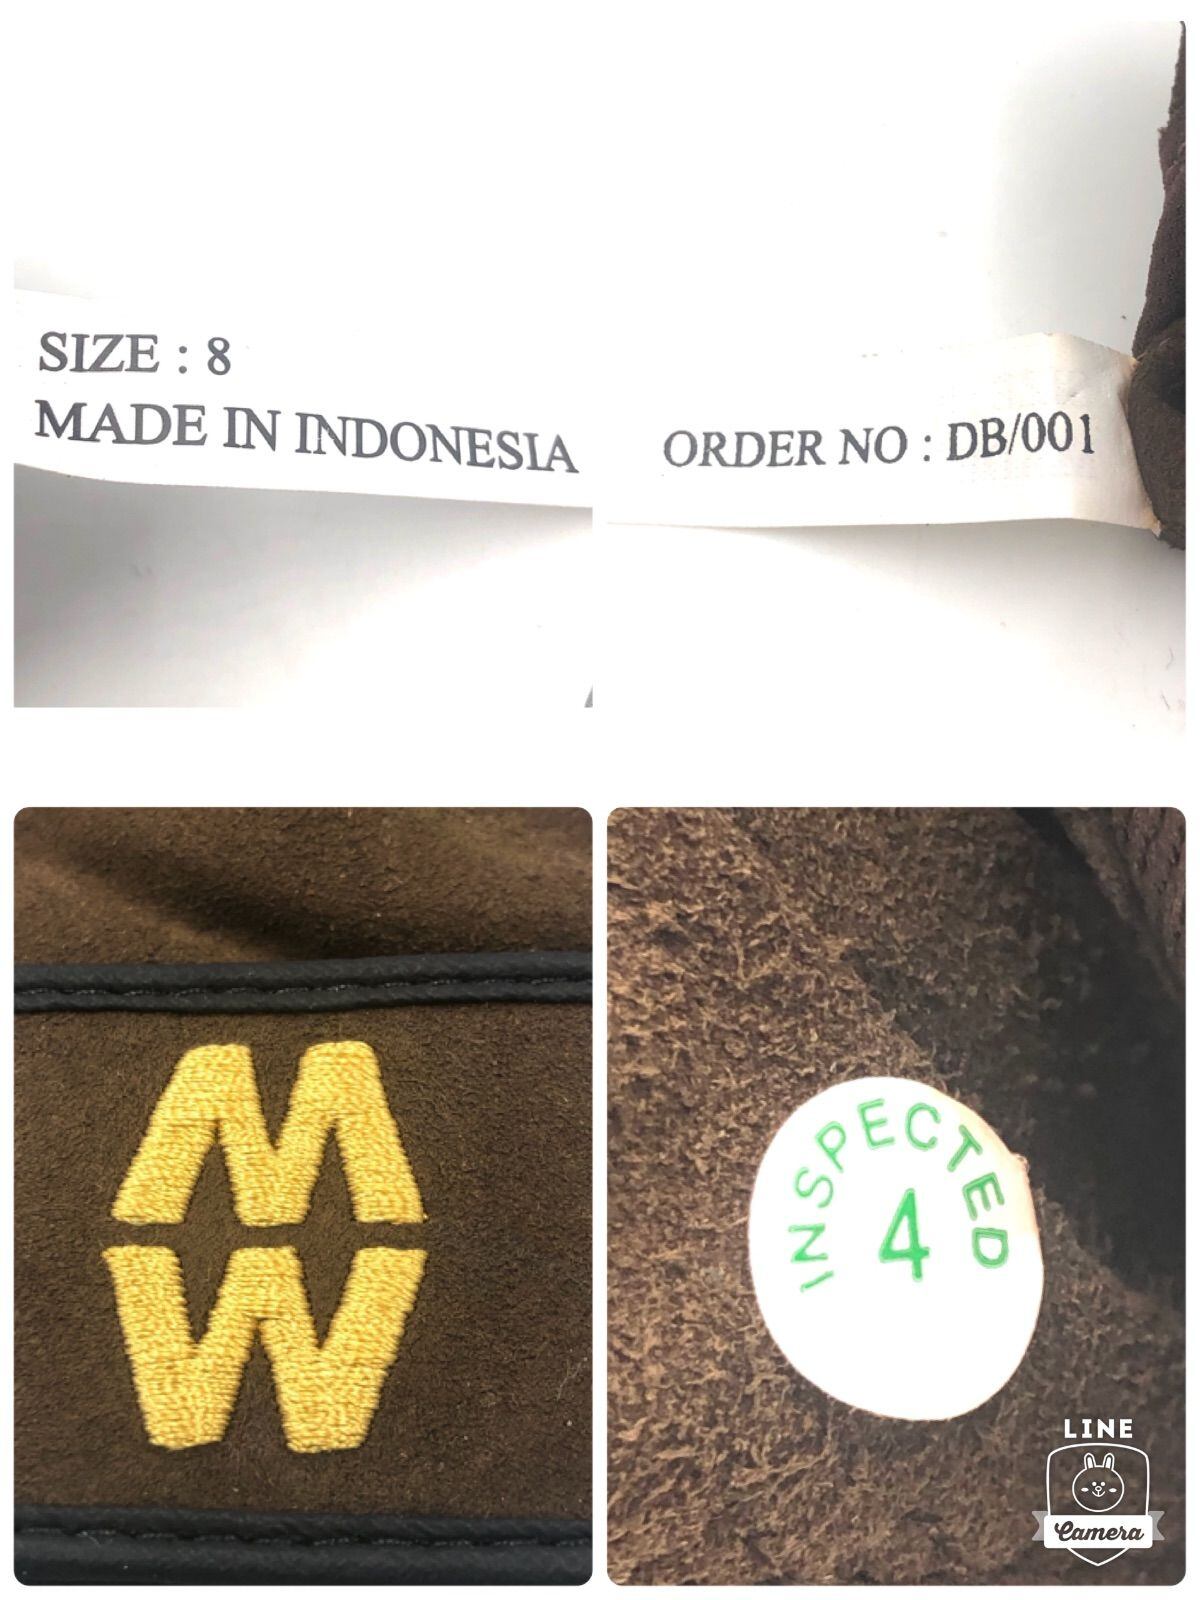 SIZE : 8
MADE IN INDONESIA
ORDER NO : DB/001
M
W
INSPECTED
4
LINE
Camera